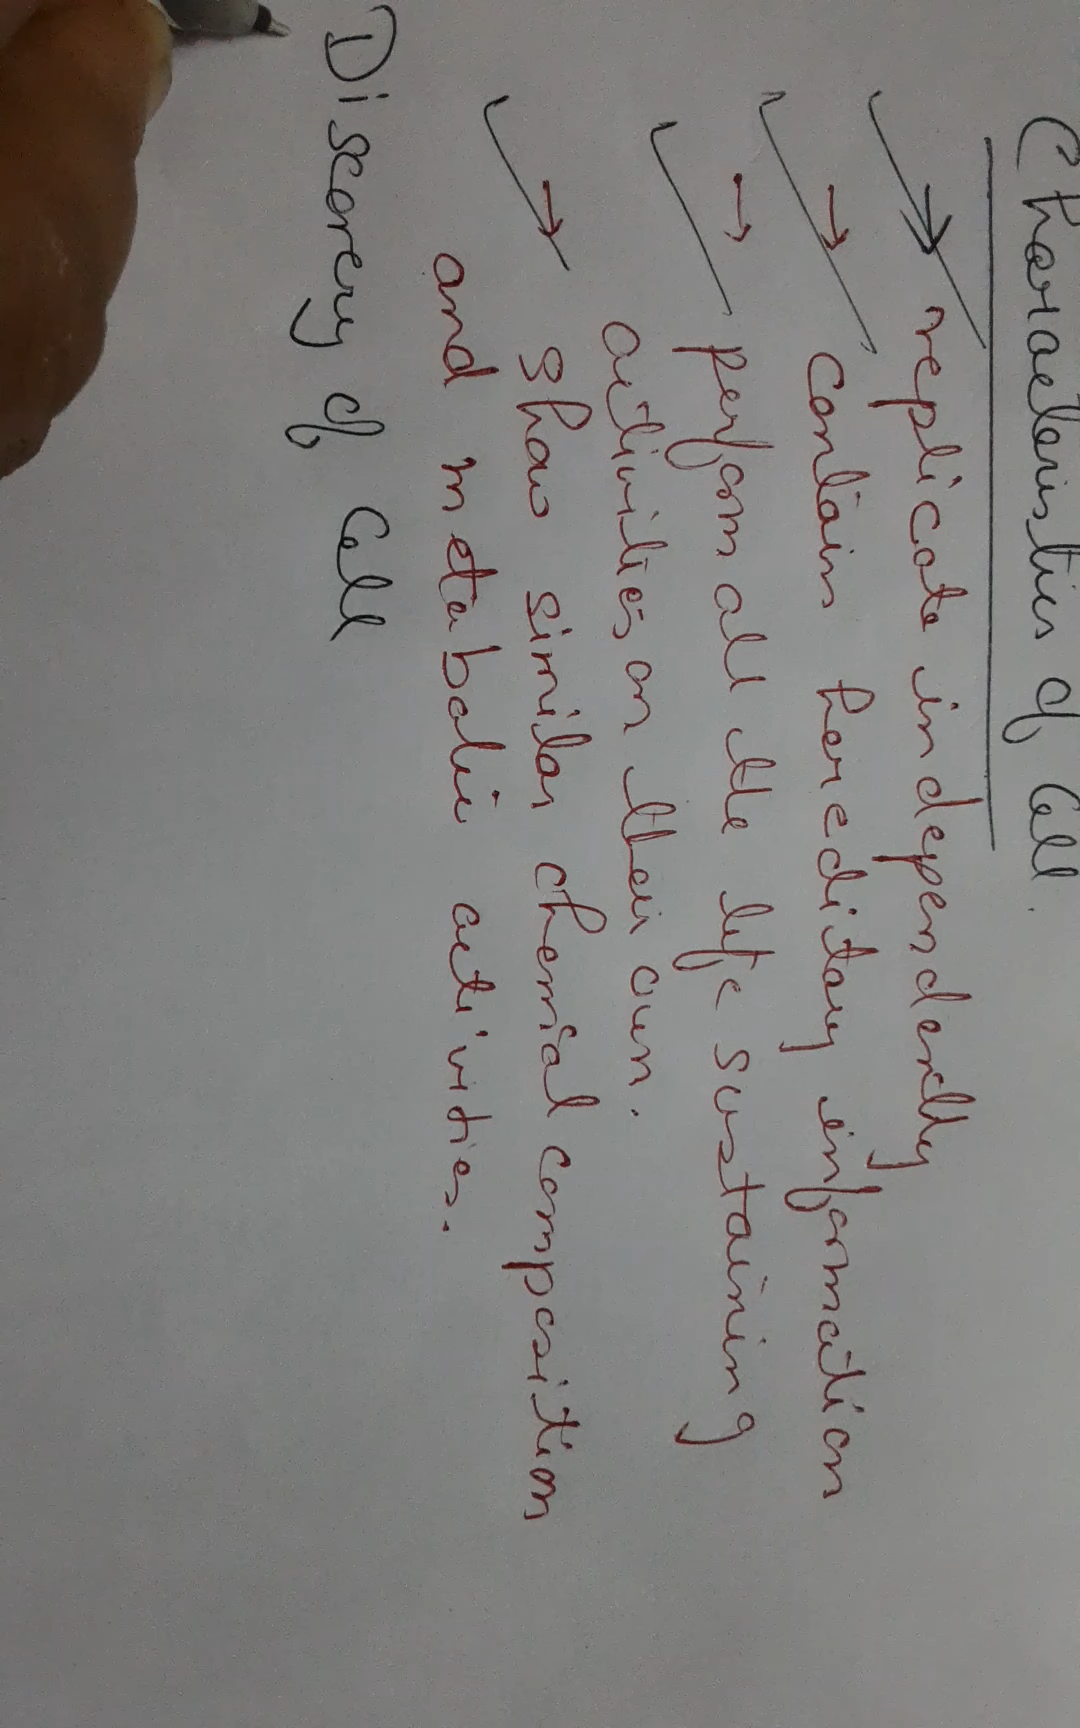 Characteristics of Cell.
→ replicate independently
→ contain hereditary information
→ perform all the life sustaining
activities on their own.
→ show similar chemical composition
and metabolic activities.
Discovery of Cell